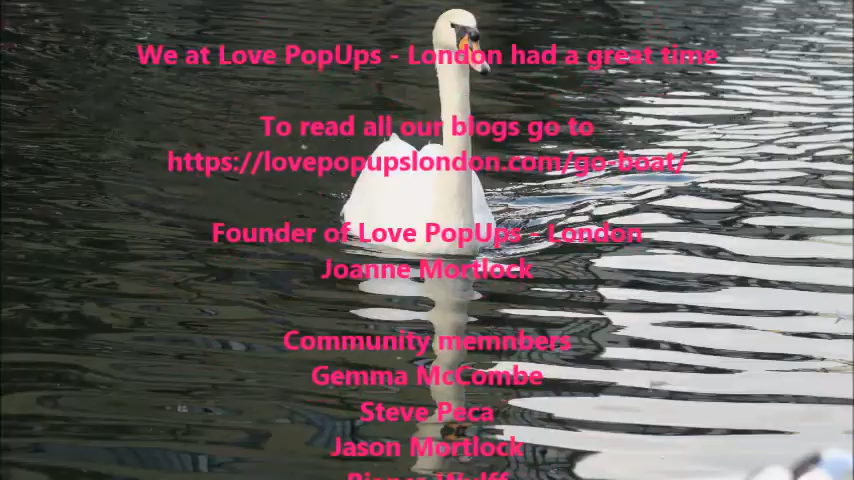 We at Love PopUps - London had a great time
To read all our blogs go to
https://lovepopupslondon.com/go-boat/
Founder of Love PopUps - London
Joanne Mortlock
Community memnbers
Gemma McCombe
Steve Peca
Jason Mortlock